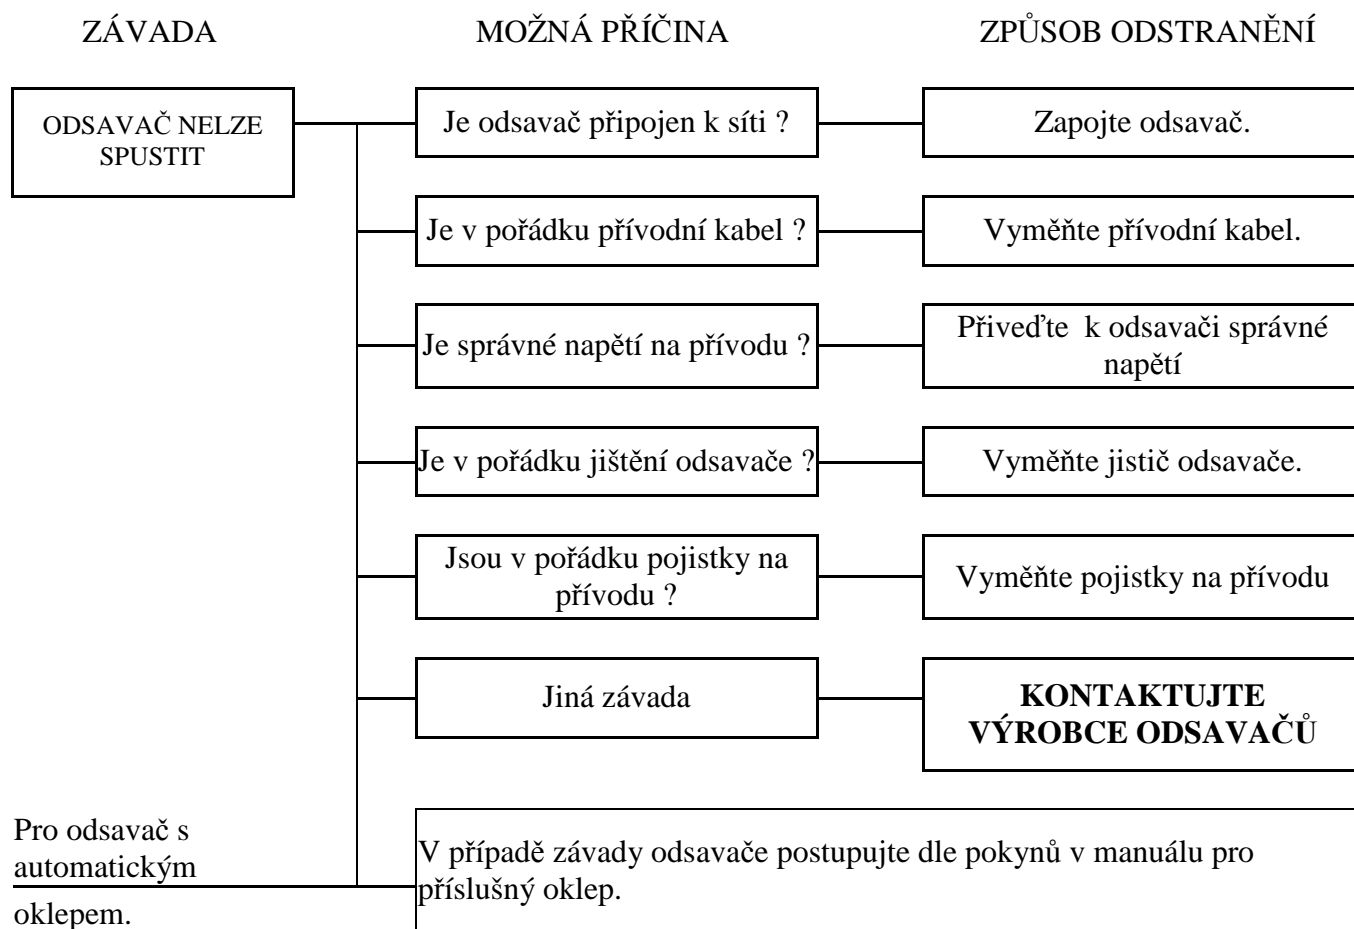 ZÁVADA
MOŽNÁ PŘÍČINA
ZPŮSOB ODSTRANĚNÍ
ODSAVAČ NELZE
SPUSTIT
Je odsavač připojen k síti ?
Zapojte odsavač.
Je v pořádku přívodní kabel ?
Vyměňte přívodní kabel.
Je správné napětí na přívodu ?
Přiveďte k odsavači správné
napětí
Je v pořádku jištění odsavače ?
Vyměňte jistič odsavače.
Jsou v pořádku pojistky na
přívodu ?
Vyměňte pojistky na přívodu
Jiná závada
KONTAKTUJTE
VÝROBCE ODSAVAČŮ
Pro odsavač s
automatickým
oklepem.
V případě závady odsavače postupujte dle pokynů v manuálu pro
příslušný oklep.